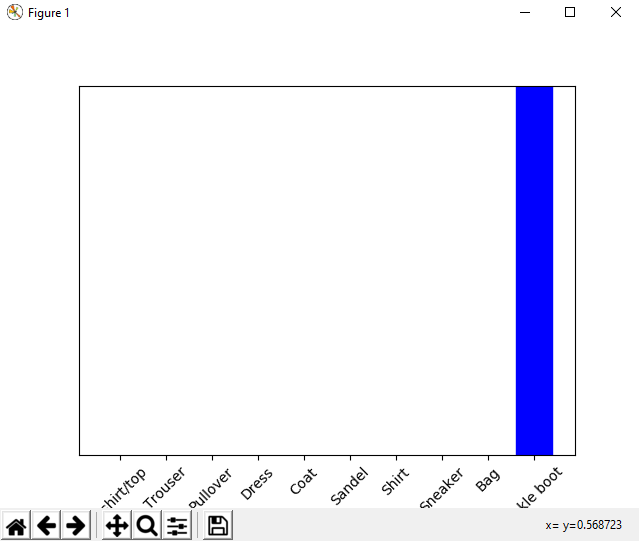 Figure 1
-hirt/top Trouser Pullover Dress Coat Sandel Shirt Sneaker Bag kle boot
x= y=0.568723